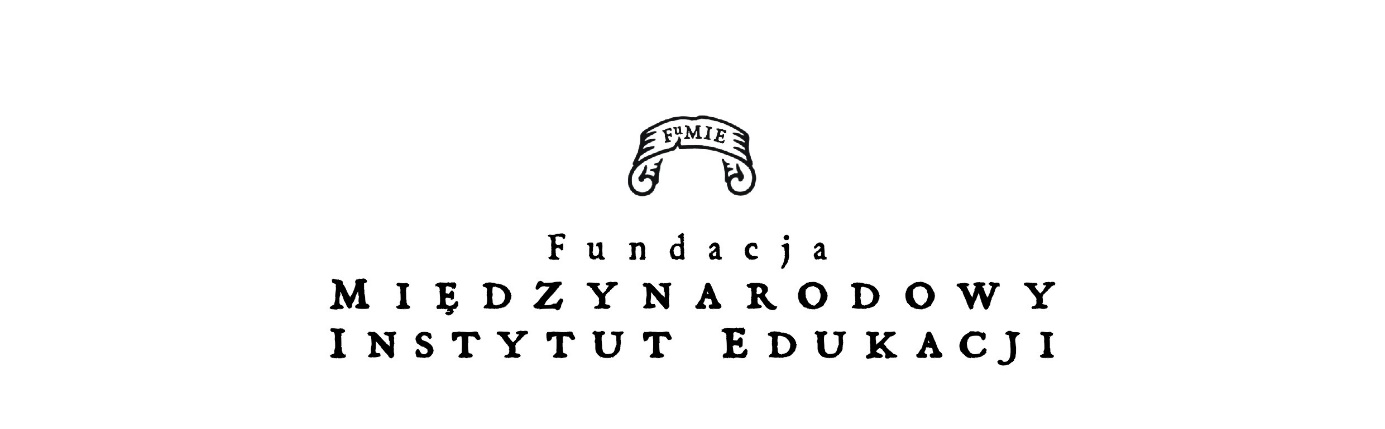 FuMIE
Fundacja
MIĘDZYNARODOWY
INSTYTUT EDUKACJI